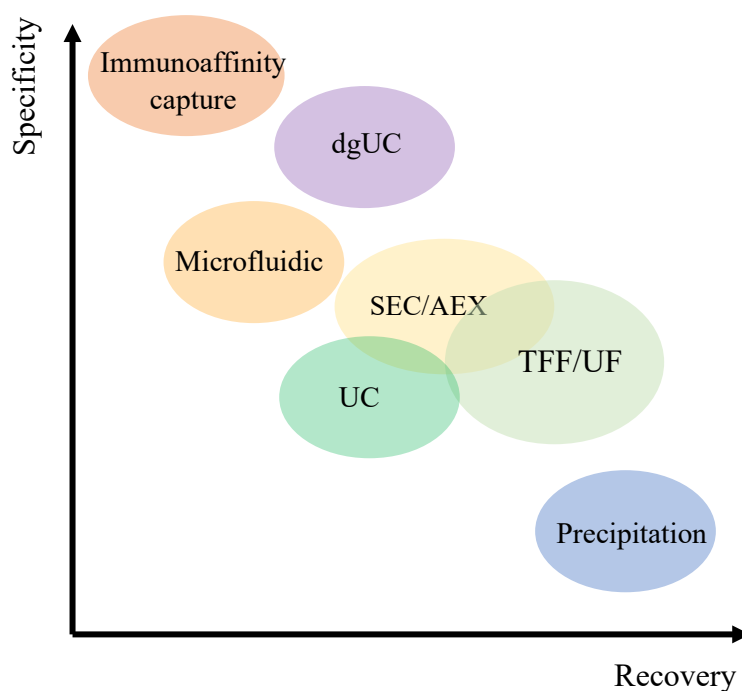 Specificity
Immunoaffinity
capture
dgUC
Microfluidic
SEC/AEX
TFF/UF
UC
Precipitation
Recovery